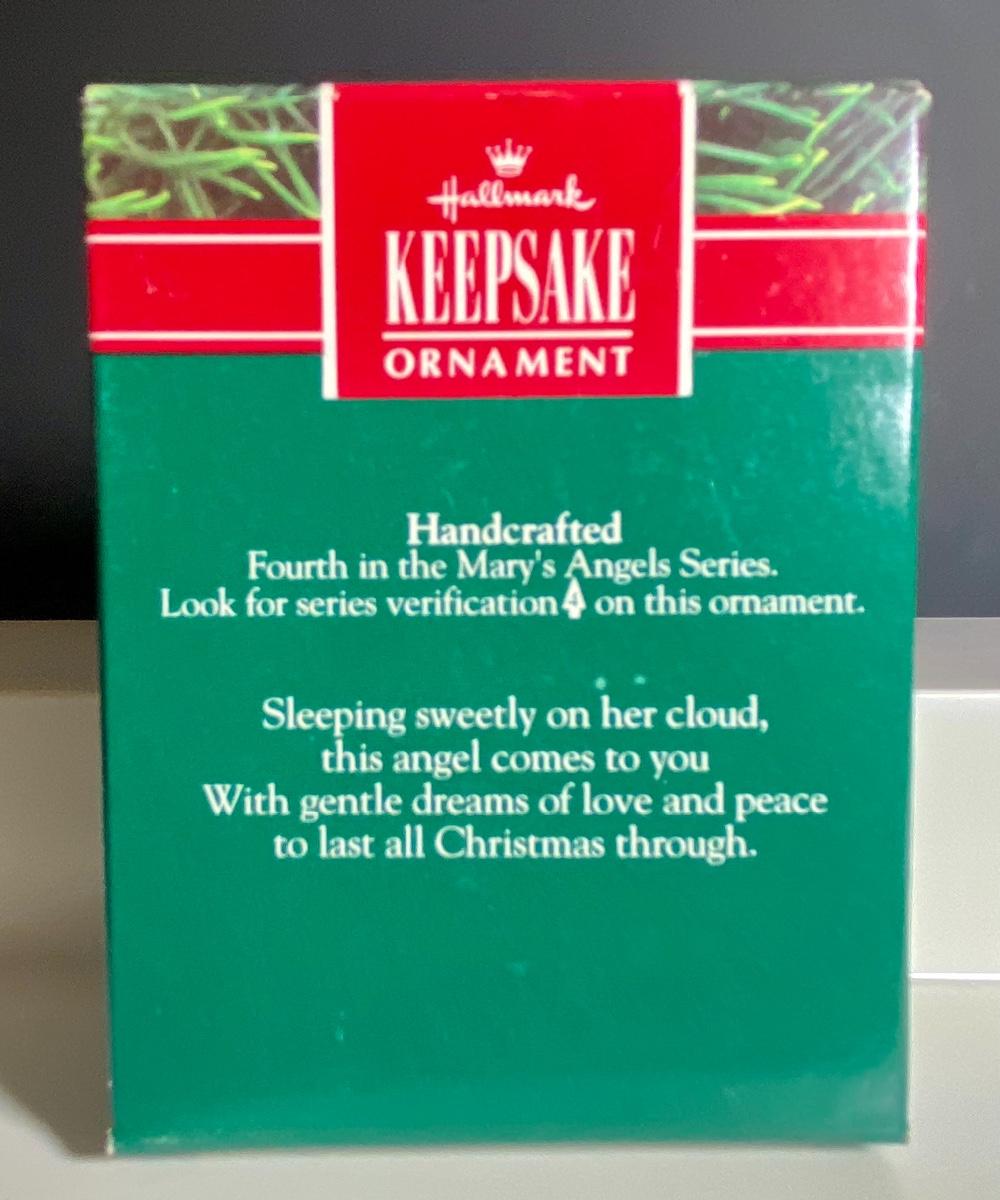 Hallmark
KEEPSAKE
ORNAMENT
Handcrafted
Fourth in the Mary's Angels Series.
Look for series verification on this ornament.
Sleeping sweetly on her cloud,
this angel comes to you
With gentle dreams of love and peace
to last all Christmas through.